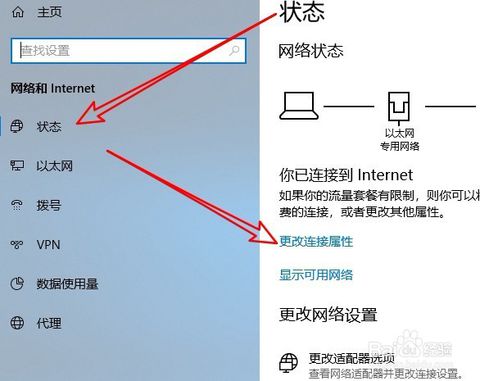 主页
查找设置
网络和 Internet
状态
以太网
拨号
VPN
数据使用量
代理
状态
网络状态
以太网
专用网络
你已连接到 Internet
如果你的流量套餐有限制，则你可以将
费的连接，或者更改其他属性。
更改连接属性
显示可用网络
更改网络设置
更改适配器选项
查看网络适配器并更改连接设置。
Baidu 经验